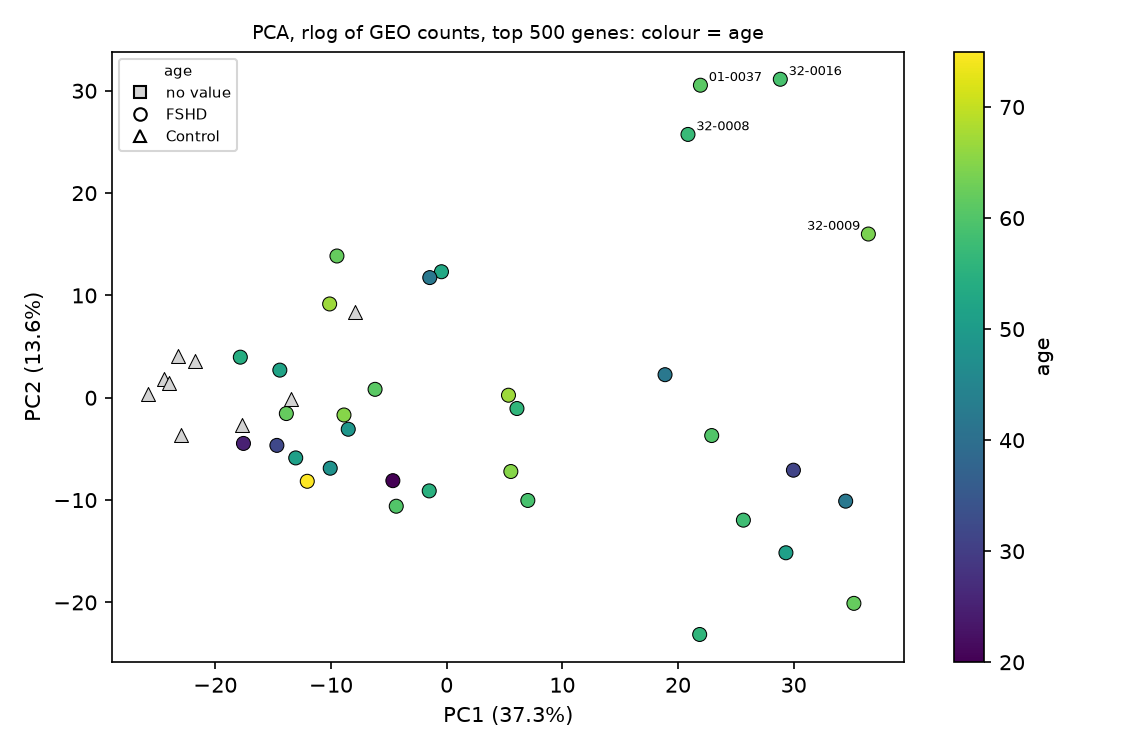 PCA, rlog of GEO counts, top 500 genes: colour = age
age
no value
FSHD
Control
01-0037
32-0016
32-0008
32-0009
30
20
10
0
−10
−20
PC2 (13.6%)
−20
−10
0
10
20
30
PC1 (37.3%)
70
60
50
40
30
20
age